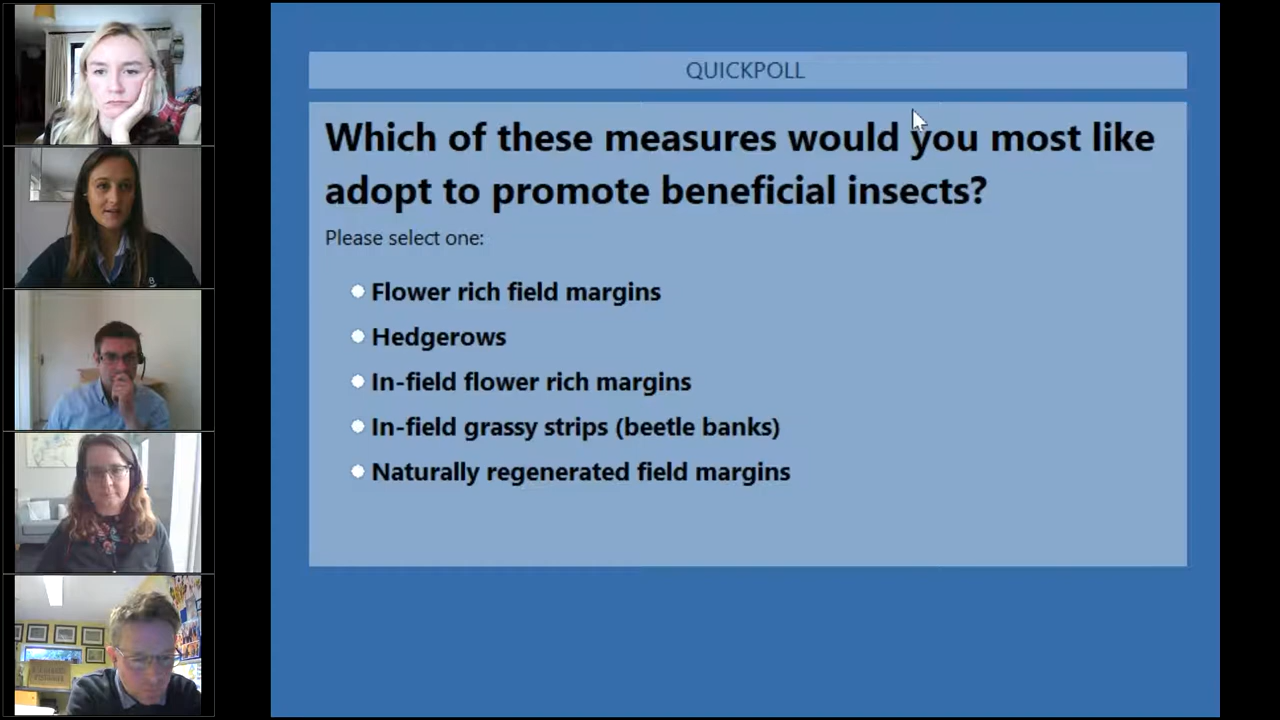 QUICKPOLL
Which of these measures would you most like
adopt to promote beneficial insects?
Please select one:
Flower rich field margins
Hedgerows
In-field flower rich margins
In-field grassy strips (beetle banks)
Naturally regenerated field margins